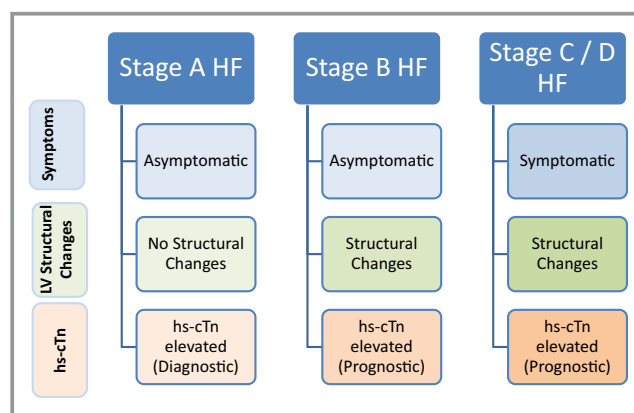 Stage A HF
Stage B HF
Stage C / D
HF
Symptoms
Asymptomatic
Asymptomatic
Symptomatic
LV Structural
Changes
No Structural
Changes
Structural
Changes
Structural
Changes
hs-cTn
hs-cTn
elevated
(Diagnostic)
hs-cTn
elevated
(Prognostic)
hs-cTn
elevated
(Prognostic)